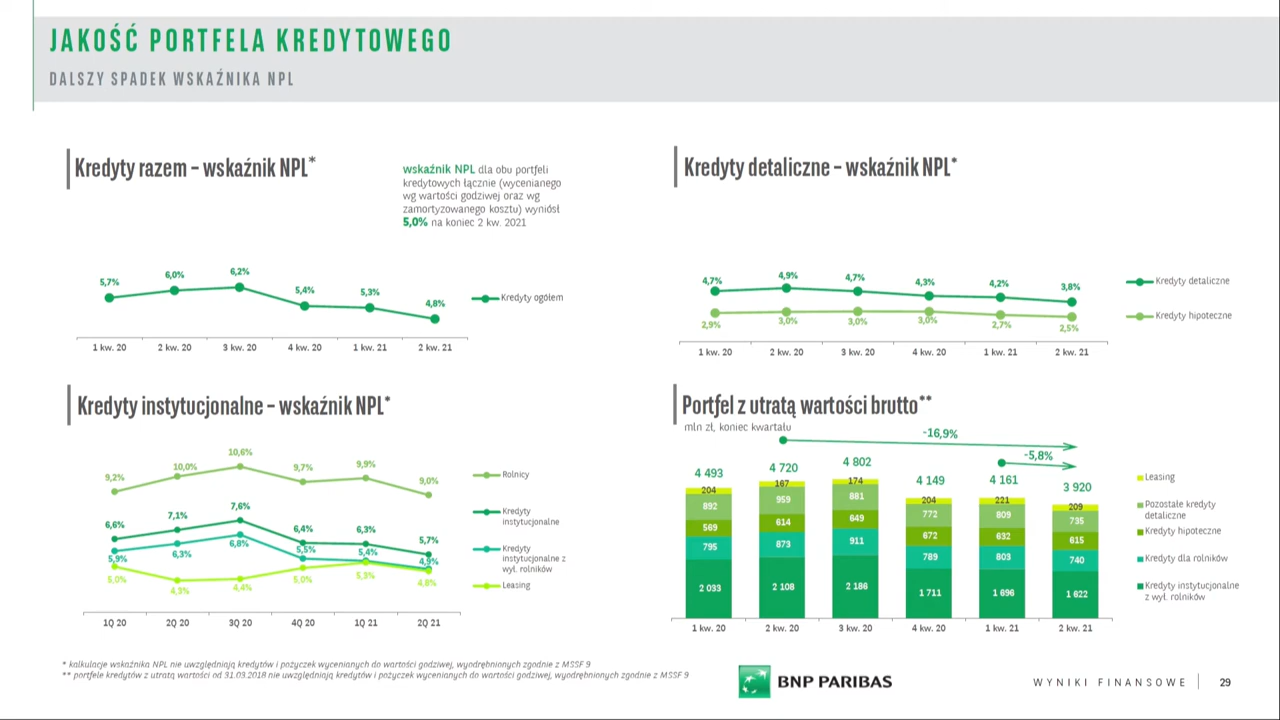 JAKOŚĆ PORTFELA KREDYTOWEGO
DALSZY SPADEK WSKAŹNIKA NPL
Kredyty razem – wskaźnik NPL*
wskaźnik NPL dla obu portfeli
kredytowych łącznie (wycenianego
wg wartości godziwej oraz wg
zamortyzowanego kosztu) wyniósł
5,0% na koniec 2 kw. 2021
5,7% 6,0% 6,2% 5,4% 5,3% 4,8%
Kredyty ogółem
1 kw. 20 2 kw. 20 3 kw. 20 4 kw. 20 1 kw. 21 2 kw. 21
Kredyty detaliczne – wskaźnik NPL*
4,7% 4,9% 4,7% 4,3% 4,2% 3,8%
Kredyty detaliczne
2,9% 3,0% 3,0% 3,0% 2,7% 2,5%
Kredyty hipoteczne
1 kw. 20 2 kw. 20 3 kw. 20 4 kw. 20 1 kw. 21 2 kw. 21
Kredyty instytucjonalne – wskaźnik NPL*
9,2% 10,0% 10,6% 9,7% 9,9% 9,0%
Rolnicy
6,6% 7,1% 7,6% 6,4% 6,3% 5,7%
Kredyty
instytucjonalne
5,9% 6,3% 6,8% 5,5% 5,4% 4,9%
Kredyty
instytucjonalne z
wył. rolników
5,0% 4,3% 4,4% 5,0% 5,3% 4,8%
Leasing
1Q 20 2Q 20 3Q 20 4Q 20 1Q 21 2Q 21
Portfel z utratą wartości brutto**
mln zł, koniec kwartału
-16,9%
-5,8%
4 493 4 720 4 802 4 149 4 161 3 920
204 167 174 204 221 209
Leasing
892 959 881 772 809 735
Pozostałe kredyty
detaliczne
569 614 649 672 632 615
Kredyty hipoteczne
795 873 911 789 803 740
Kredyty dla rolników
2 033 2 108 2 186 1 711 1 696 1 622
Kredyty instytucjonalne
z wył. rolników
1 kw. 20 2 kw. 20 3 kw. 20 4 kw. 20 1 kw. 21 2 kw. 21
* kalkulacje wskaźnika NPL nie uwzględniają kredytów i pożyczek wycenianych do wartości godziwej, wyodrębnionych zgodnie z MSSF 9
** portfele kredytów z utratą wartości od 31.03.2018 nie uwzględniają kredytów i pożyczek wycenianych do wartości godziwej, wyodrębnionych zgodnie z MSSF 9
BNP PARIBAS
WYNIKI FINANSOWE 29